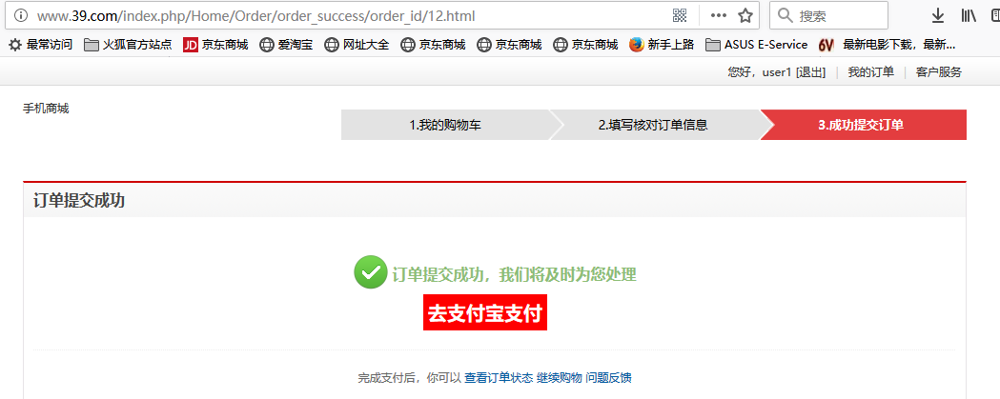 www.39.com/index.php/Home/Order/order_success/order_id/12.html 搜索
最常访问 火狐官方站点 JD 京东商城 爱淘宝 网址大全 京东商城 京东商城 京东商城 新手上路 ASUS E-Service 6V 最新电影下载，最新...
您好，user1 [退出] | 我的订单 | 客户服务
手机商城
1.我的购物车 2.填写核对订单信息 3.成功提交订单
订单提交成功
订单提交成功，我们将及时为您处理
去支付宝支付
完成支付后，你可以 查看订单状态 继续购物 问题反馈